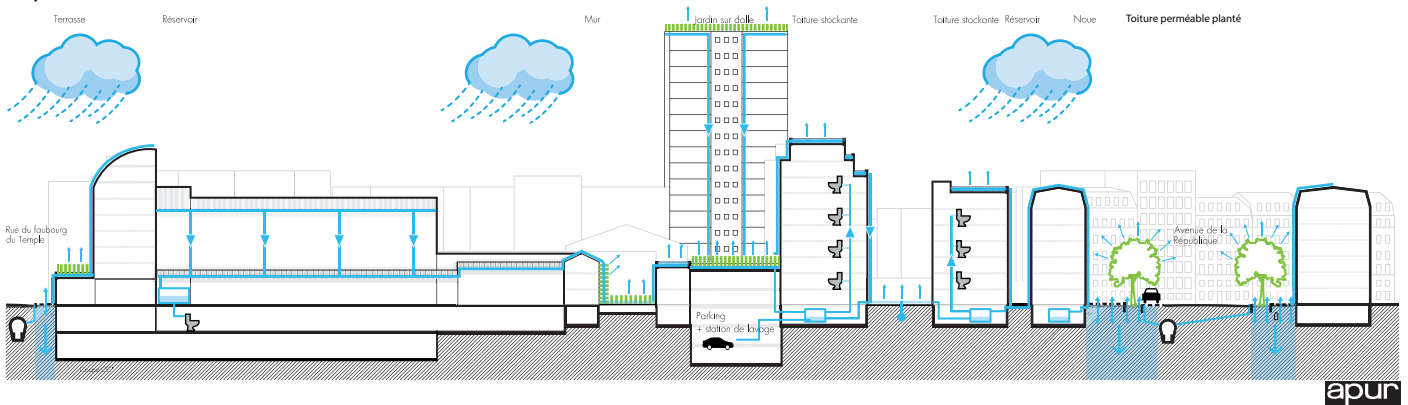 Terrasse
Réservoir
Mur
Jardin sur dalle
Toiture stockante
Toiture stockante
Réservoir
Noue
Toiture perméable planté
Rue du faubourg
du Temple
Avenue de la
République
Parking
+ station de lavage
apur